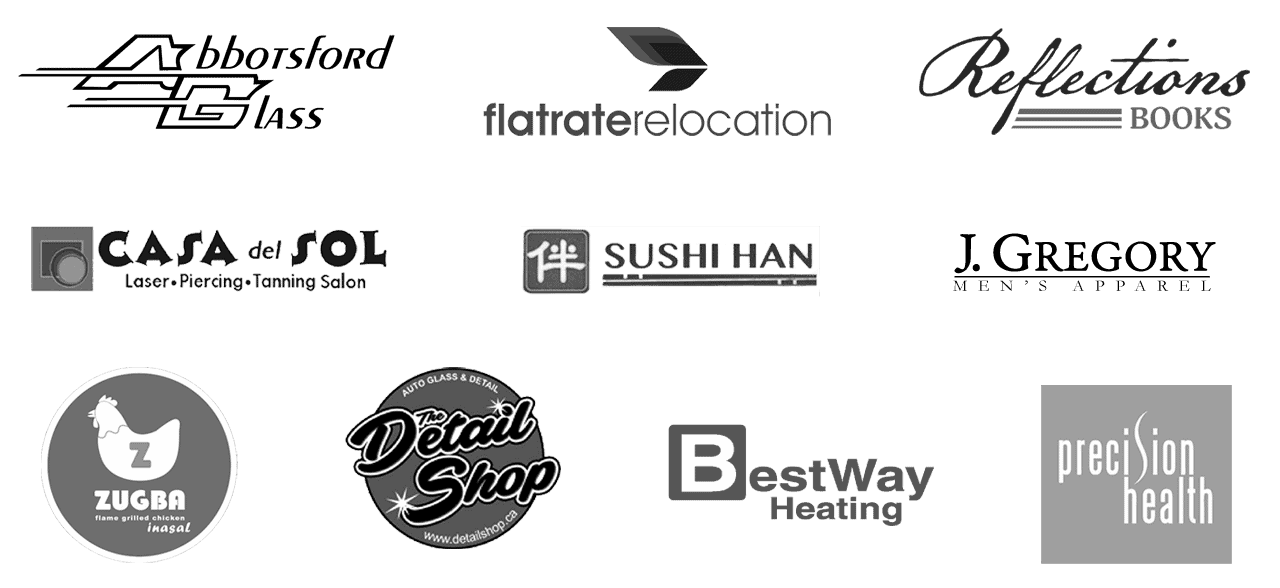 Abbotsford
Glass
flatraterelocation
Reflections
BOOKS
CASA del SOL
Laser•Piercing•Tanning Salon
伴 SUSHI HAN
J. GREGORY
MEN'S APPAREL
Z
ZUGBA
flame grilled chicken
inasal
AUTO GLASS & DETAIL
The
Detail
Shop
www.detailshop.ca
BestWay
Heating
precision
health